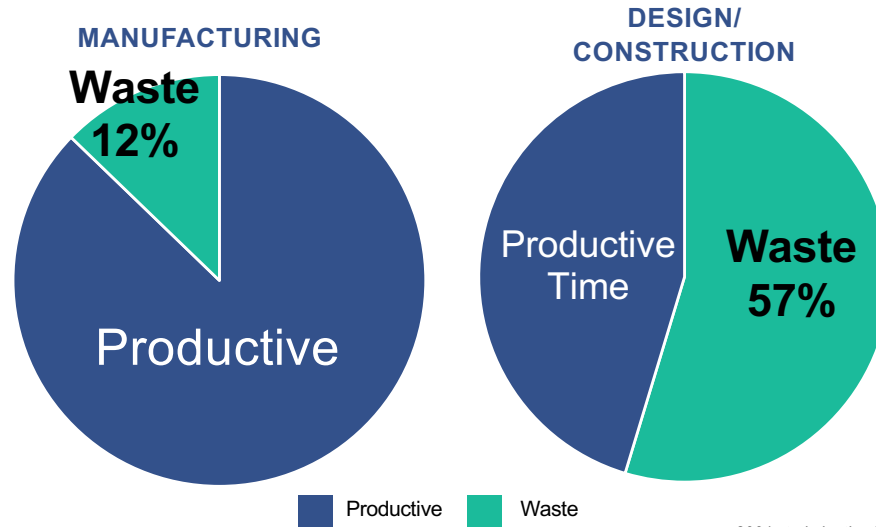 MANUFACTURING
Waste
12%
Productive
DESIGN/
CONSTRUCTION
Productive
Time
Waste
57%
Productive
Waste